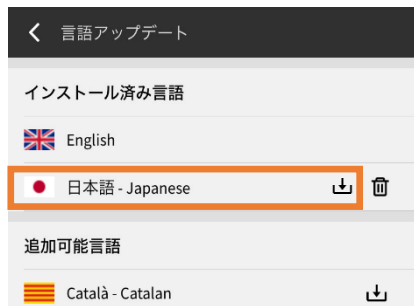 言語アップデート
インストール済み言語
English
日本語 - Japanese
追加可能言語
Català - Catalan